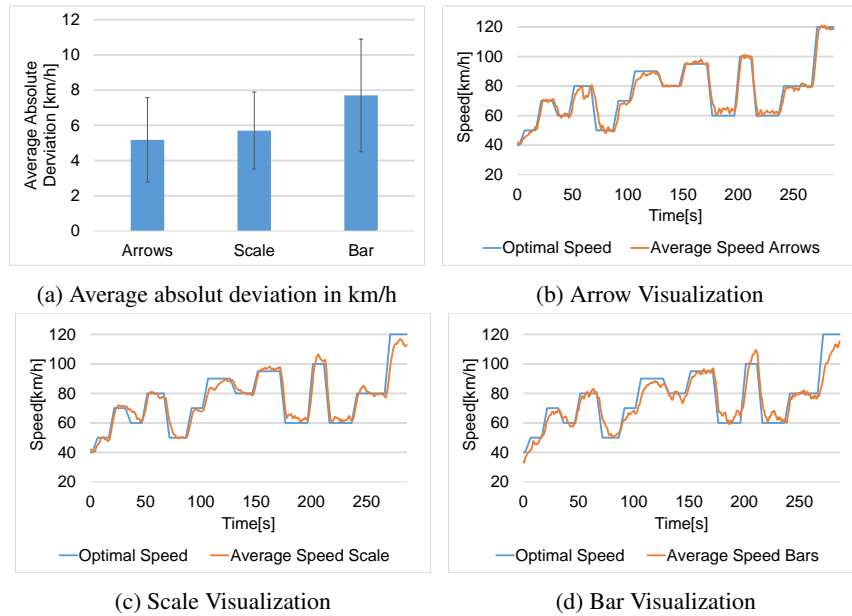 12
10
8
6
4
2
0
Average Absolute
Derviation [km/h]
Arrows Scale Bar
(a) Average absolut deviation in km/h
120
100
80
60
40
20
Speed[km/h]
0 50 100 150 200 250
Time[s]
Optimal Speed Average Speed Arrows
(b) Arrow Visualization
120
100
80
60
40
20
Speed[km/h]
0 50 100 150 200 250
Time[s]
Optimal Speed Average Speed Scale
(c) Scale Visualization
120
100
80
60
40
20
Speed[km/h]
0 50 100 150 200 250
Time[s]
Optimal Speed Average Speed Bars
(d) Bar Visualization